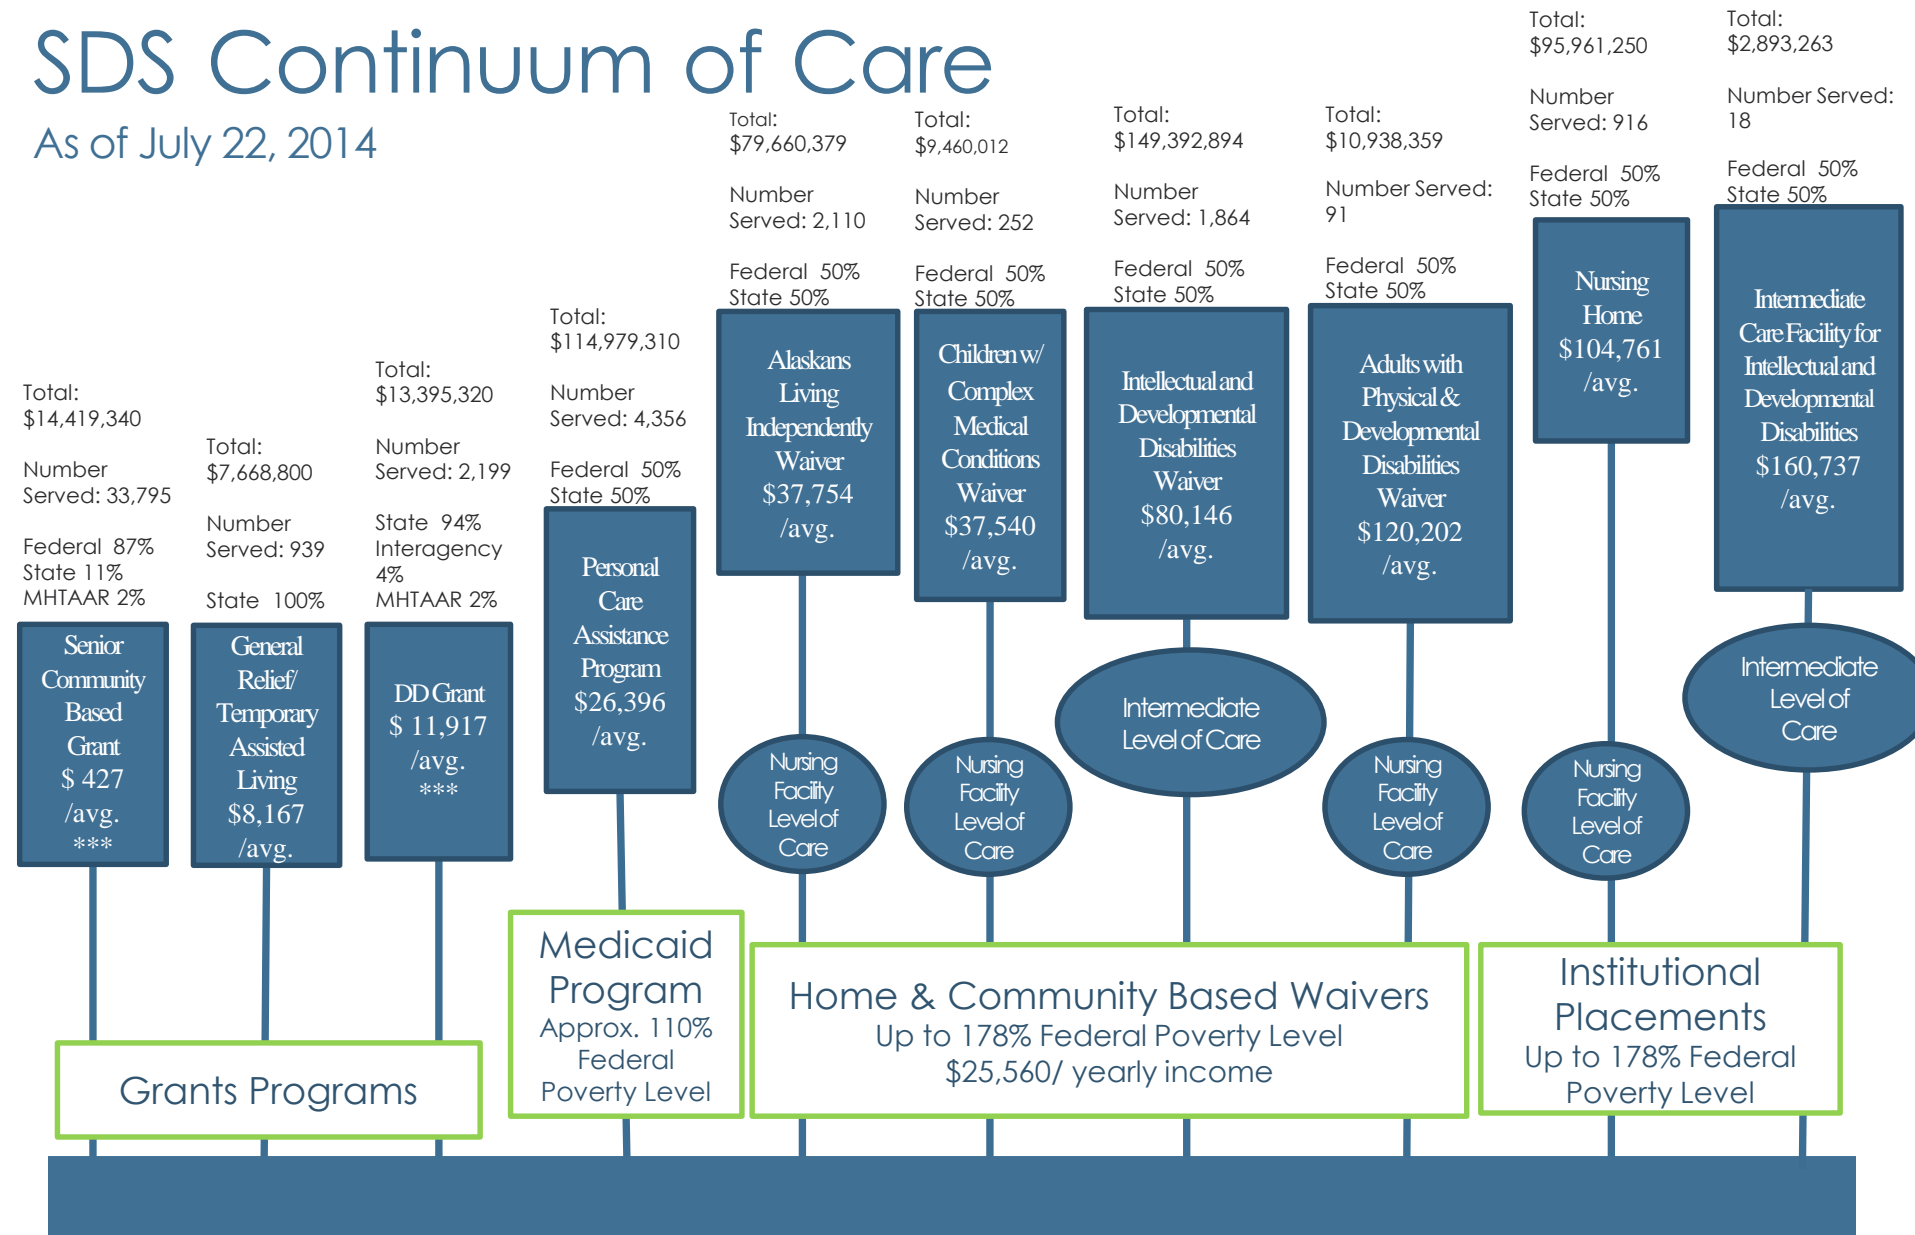 SDS Continuum of Care
As of July 22, 2014
Total:
$14,419,340
Number
Served: 33,795
Federal 87%
State 11%
MHTAAR 2%
Senior
Community
Based
Grant
$ 427
/avg.
***
Total:
$7,668,800
Number
Served: 939
State 100%
General
Relief/
Temporary
Assisted
Living
$8,167
/avg.
Total:
$13,395,320
Number
Served: 2,199
State 94%
Interagency
4%
MHTAAR 2%
DD Grant
$ 11,917
/avg.
***
Total:
$114,979,310
Number
Served: 4,356
Federal 50%
State 50%
Personal
Care
Assistance
Program
$26,396
/avg.
Total:
$79,660,379
Number
Served: 2,110
Federal 50%
State 50%
Alaskans
Living
Independently
Waiver
$37,754
/avg.
Nursing
Facility
Level of
Care
Total:
$9,460,012
Number
Served: 252
Federal 50%
State 50%
Children w/
Complex
Medical
Conditions
Waiver
$37,540
/avg.
Nursing
Facility
Level of
Care
Total:
$149,392,894
Number
Served: 1,864
Federal 50%
State 50%
Intellectual and
Developmental
Disabilities
Waiver
$80,146
/avg.
Intermediate
Level of Care
Total:
$10,938,359
Number Served:
91
Federal 50%
State 50%
Adults with
Physical &
Developmental
Disabilities
Waiver
$120,202
/avg.
Nursing
Facility
Level of
Care
Total:
$95,961,250
Number
Served: 916
Federal 50%
State 50%
Nursing
Home
$104,761
/avg.
Nursing
Facility
Level of
Care
Total:
$2,893,263
Number Served:
18
Federal 50%
State 50%
Intermediate
Care Facility for
Intellectual and
Developmental
Disabilities
$160,737
/avg.
Intermediate
Level of
Care
Grants Programs
Medicaid
Program
Approx. 110%
Federal
Poverty Level
Home & Community Based Waivers
Up to 178% Federal Poverty Level
$25,560/ yearly income
Institutional
Placements
Up to 178% Federal
Poverty Level